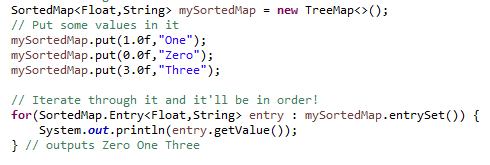 SortedMap<Float,String> mySortedMap = new TreeMap<>();
// Put some values in it
mySortedMap.put(1.0f,"One");
mySortedMap.put(0.0f,"Zero");
mySortedMap.put(3.0f,"Three");
// Iterate through it and it'll be in order!
for(SortedMap.Entry<Float,String> entry : mySortedMap.entrySet()) {
System.out.println(entry.getValue());
} // outputs Zero One Three